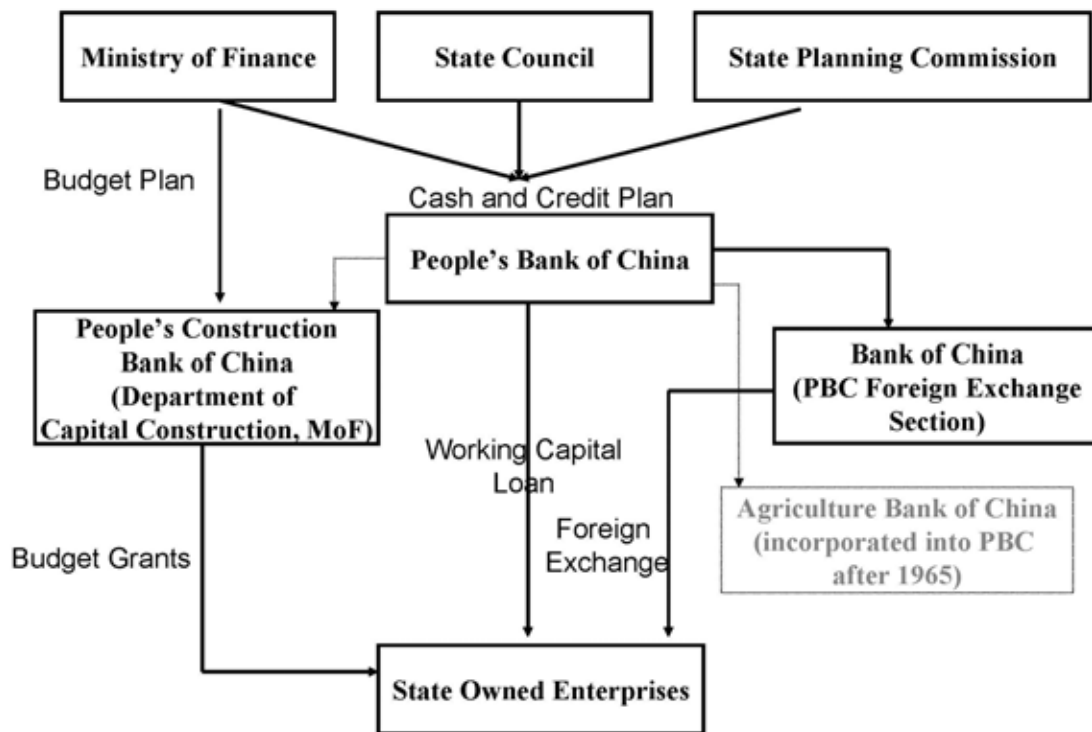 Ministry of Finance
State Council
State Planning Commission
Budget Plan
Cash and Credit Plan
People's Bank of China
People's Construction
Bank of China
(Department of
Capital Construction, MoF)
Bank of China
(PBC Foreign Exchange
Section)
Working Capital
Loan
Agriculture Bank of China
(incorporated into PBC
after 1965)
Foreign
Exchange
Budget Grants
State Owned Enterprises